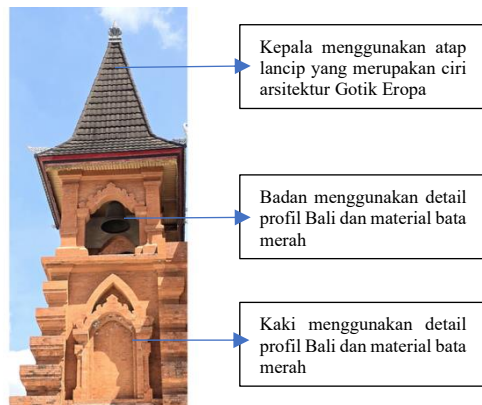 Kepala menggunakan atap
lancip yang merupakan ciri
arsitektur Gotik Eropa
Badan menggunakan detail
profil Bali dan material bata
merah
Kaki menggunakan detail
profil Bali dan material bata
merah